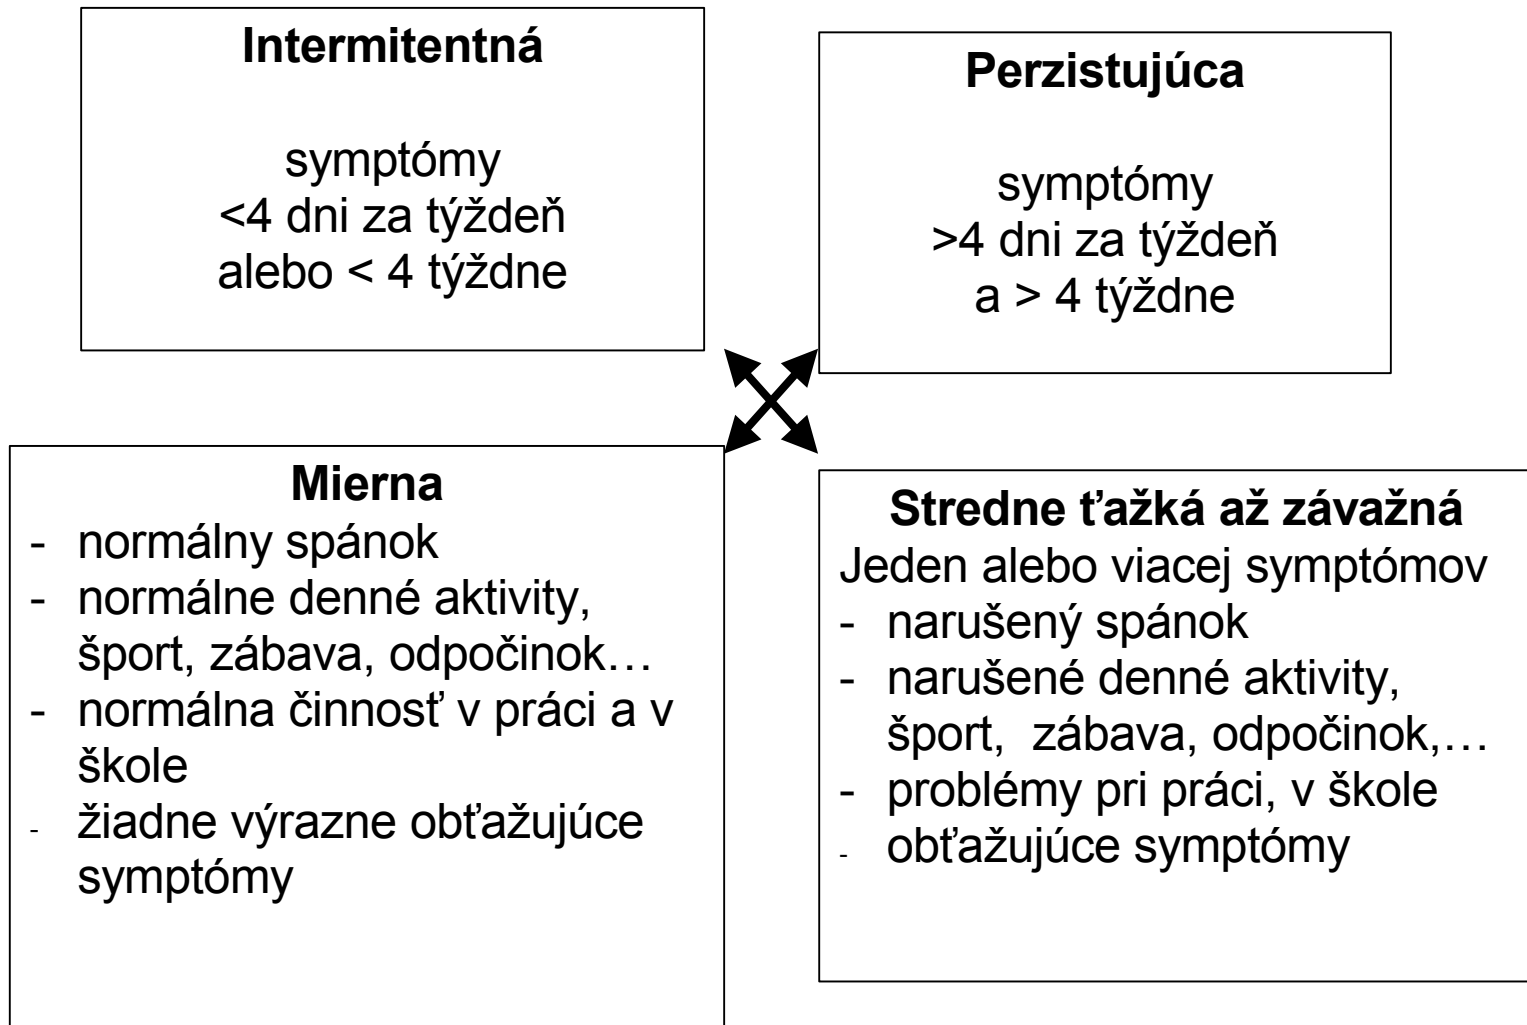 Intermitentná
symptómy
<4 dni za týždeň
alebo < 4 týždne
Perzistujúca
symptómy
>4 dni za týždeň
a > 4 týždne
Mierna
- normálny spánok
- normálne denné aktivity,
šport, zábava, odpočinok…
- normálna činnosť v práci a v
škole
- žiadne výrazne obťažujúce
symptómy
Stredne ťažká až závažná
Jeden alebo viacej symptómov
- narušený spánok
- narušené denné aktivity,
šport, zábava, odpočinok,…
- problémy pri práci, v škole
- obťažujúce symptómy